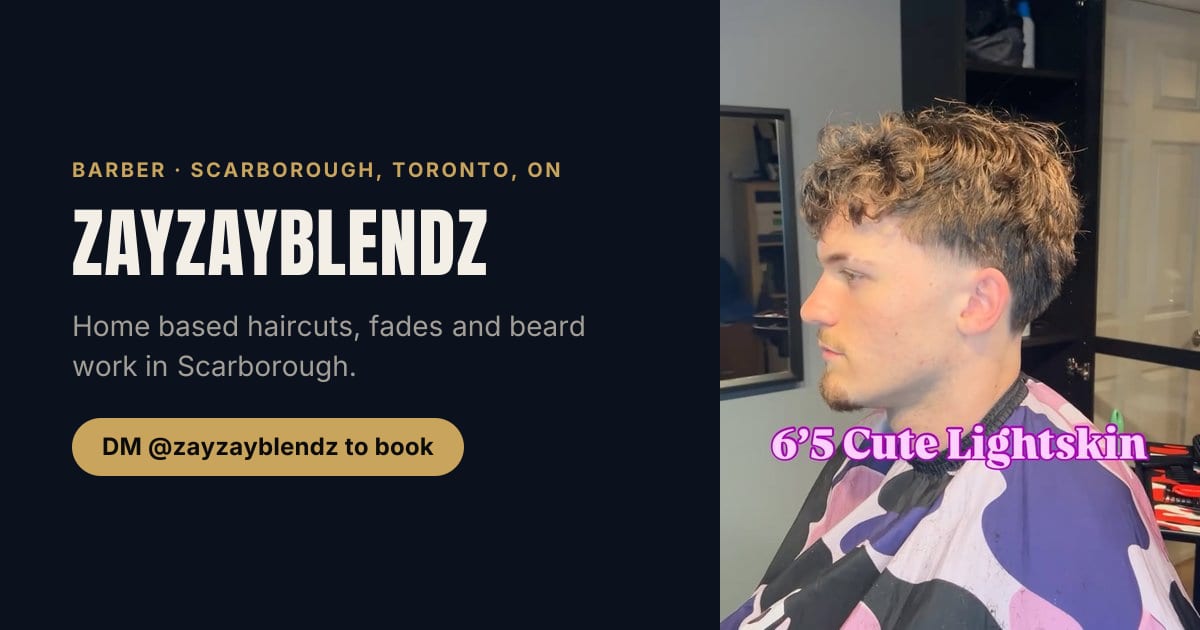 BARBER · SCARBOROUGH, TORONTO, ON
ZAYZAYBLENDZ
Home based haircuts, fades and beard
work in Scarborough.
DM @zayzayblendz to book
6’5 Cute Lightskin